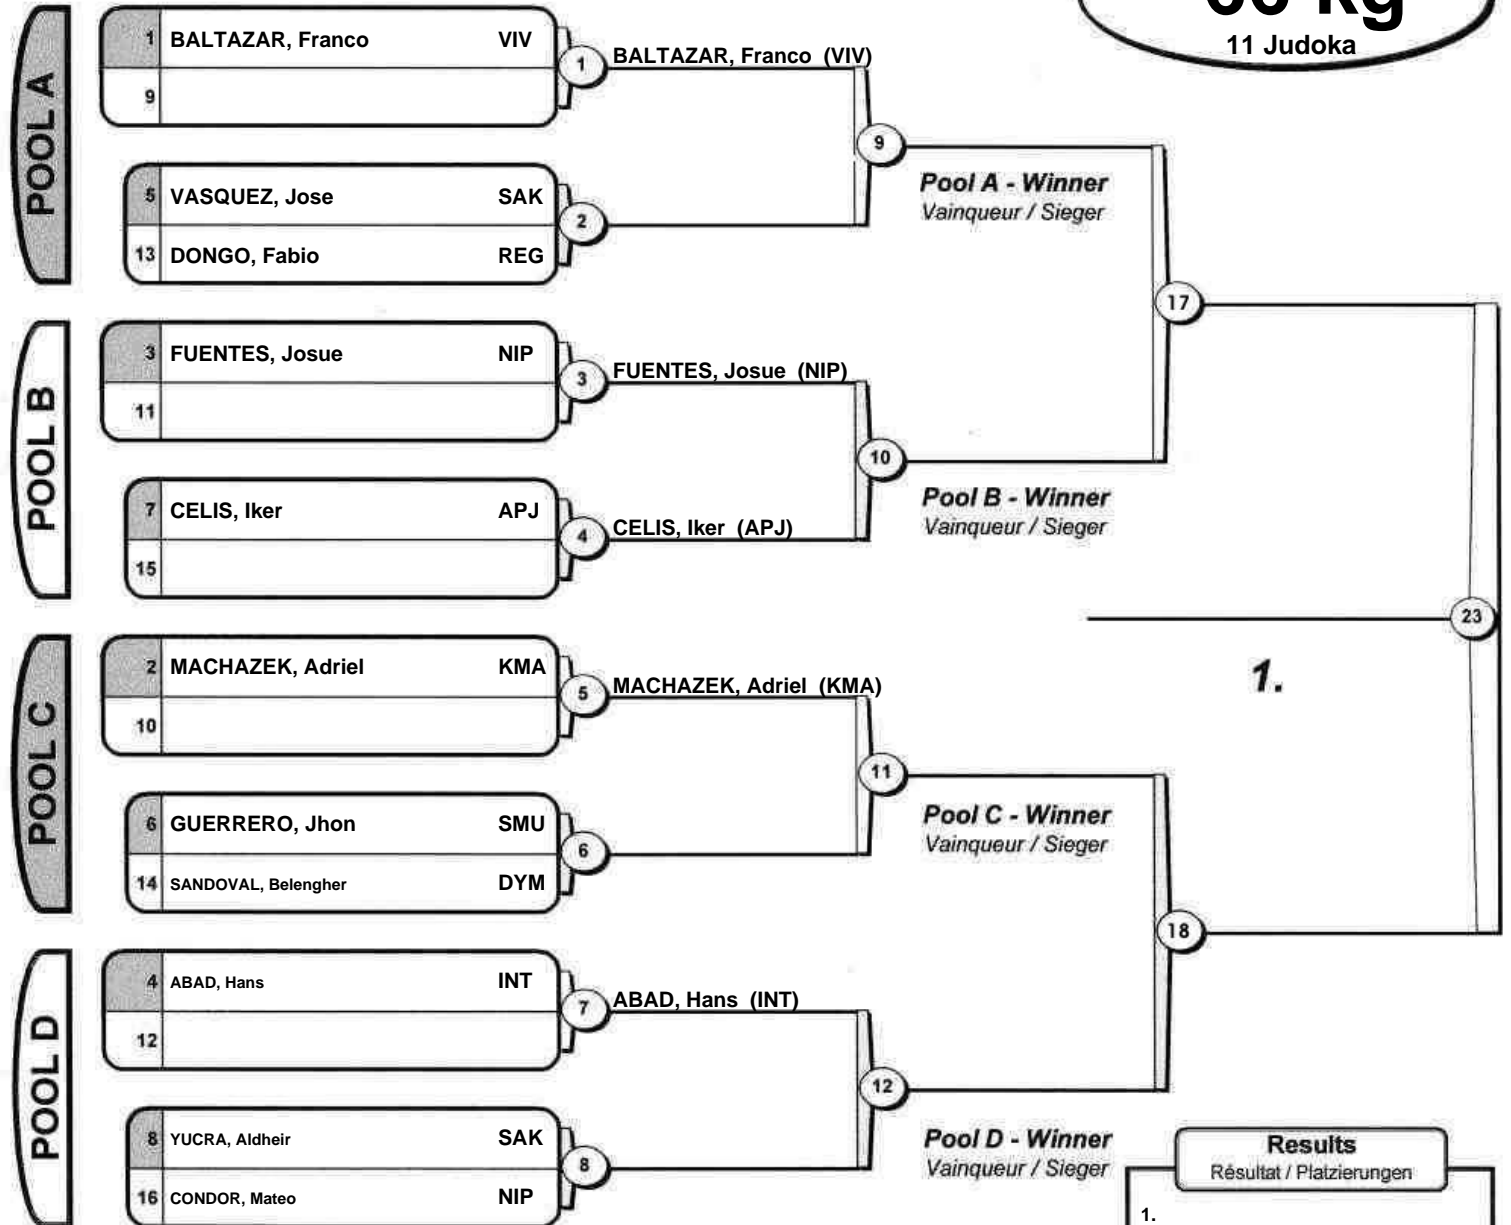 kg
11 Judoka
POOL A
1 BALTAZAR, Franco VIV
9
1
BALTAZAR, Franco (VIV)
5 VASQUEZ, Jose SAK
13 DONGO, Fabio REG
2
9
Pool A - Winner
Vainqueur / Sieger
POOL B
3 FUENTES, Josue NIP
11
3
FUENTES, Josue (NIP)
7 CELIS, Iker APJ
15
4
CELIS, Iker (APJ)
10
Pool B - Winner
Vainqueur / Sieger
17
POOL C
2 MACHAZEK, Adriel KMA
10
5
MACHAZEK, Adriel (KMA)
6 GUERRERO, Jhon SMU
14 SANDOVAL, Belengher DYM
6
11
Pool C - Winner
Vainqueur / Sieger
23
1.
POOL D
4 ABAD, Hans INT
12
7
ABAD, Hans (INT)
8 YUCRA, Aldheir SAK
16 CONDOR, Mateo NIP
8
12
Pool D - Winner
Vainqueur / Sieger
18
Results
Résultat / Platzierungen
1.